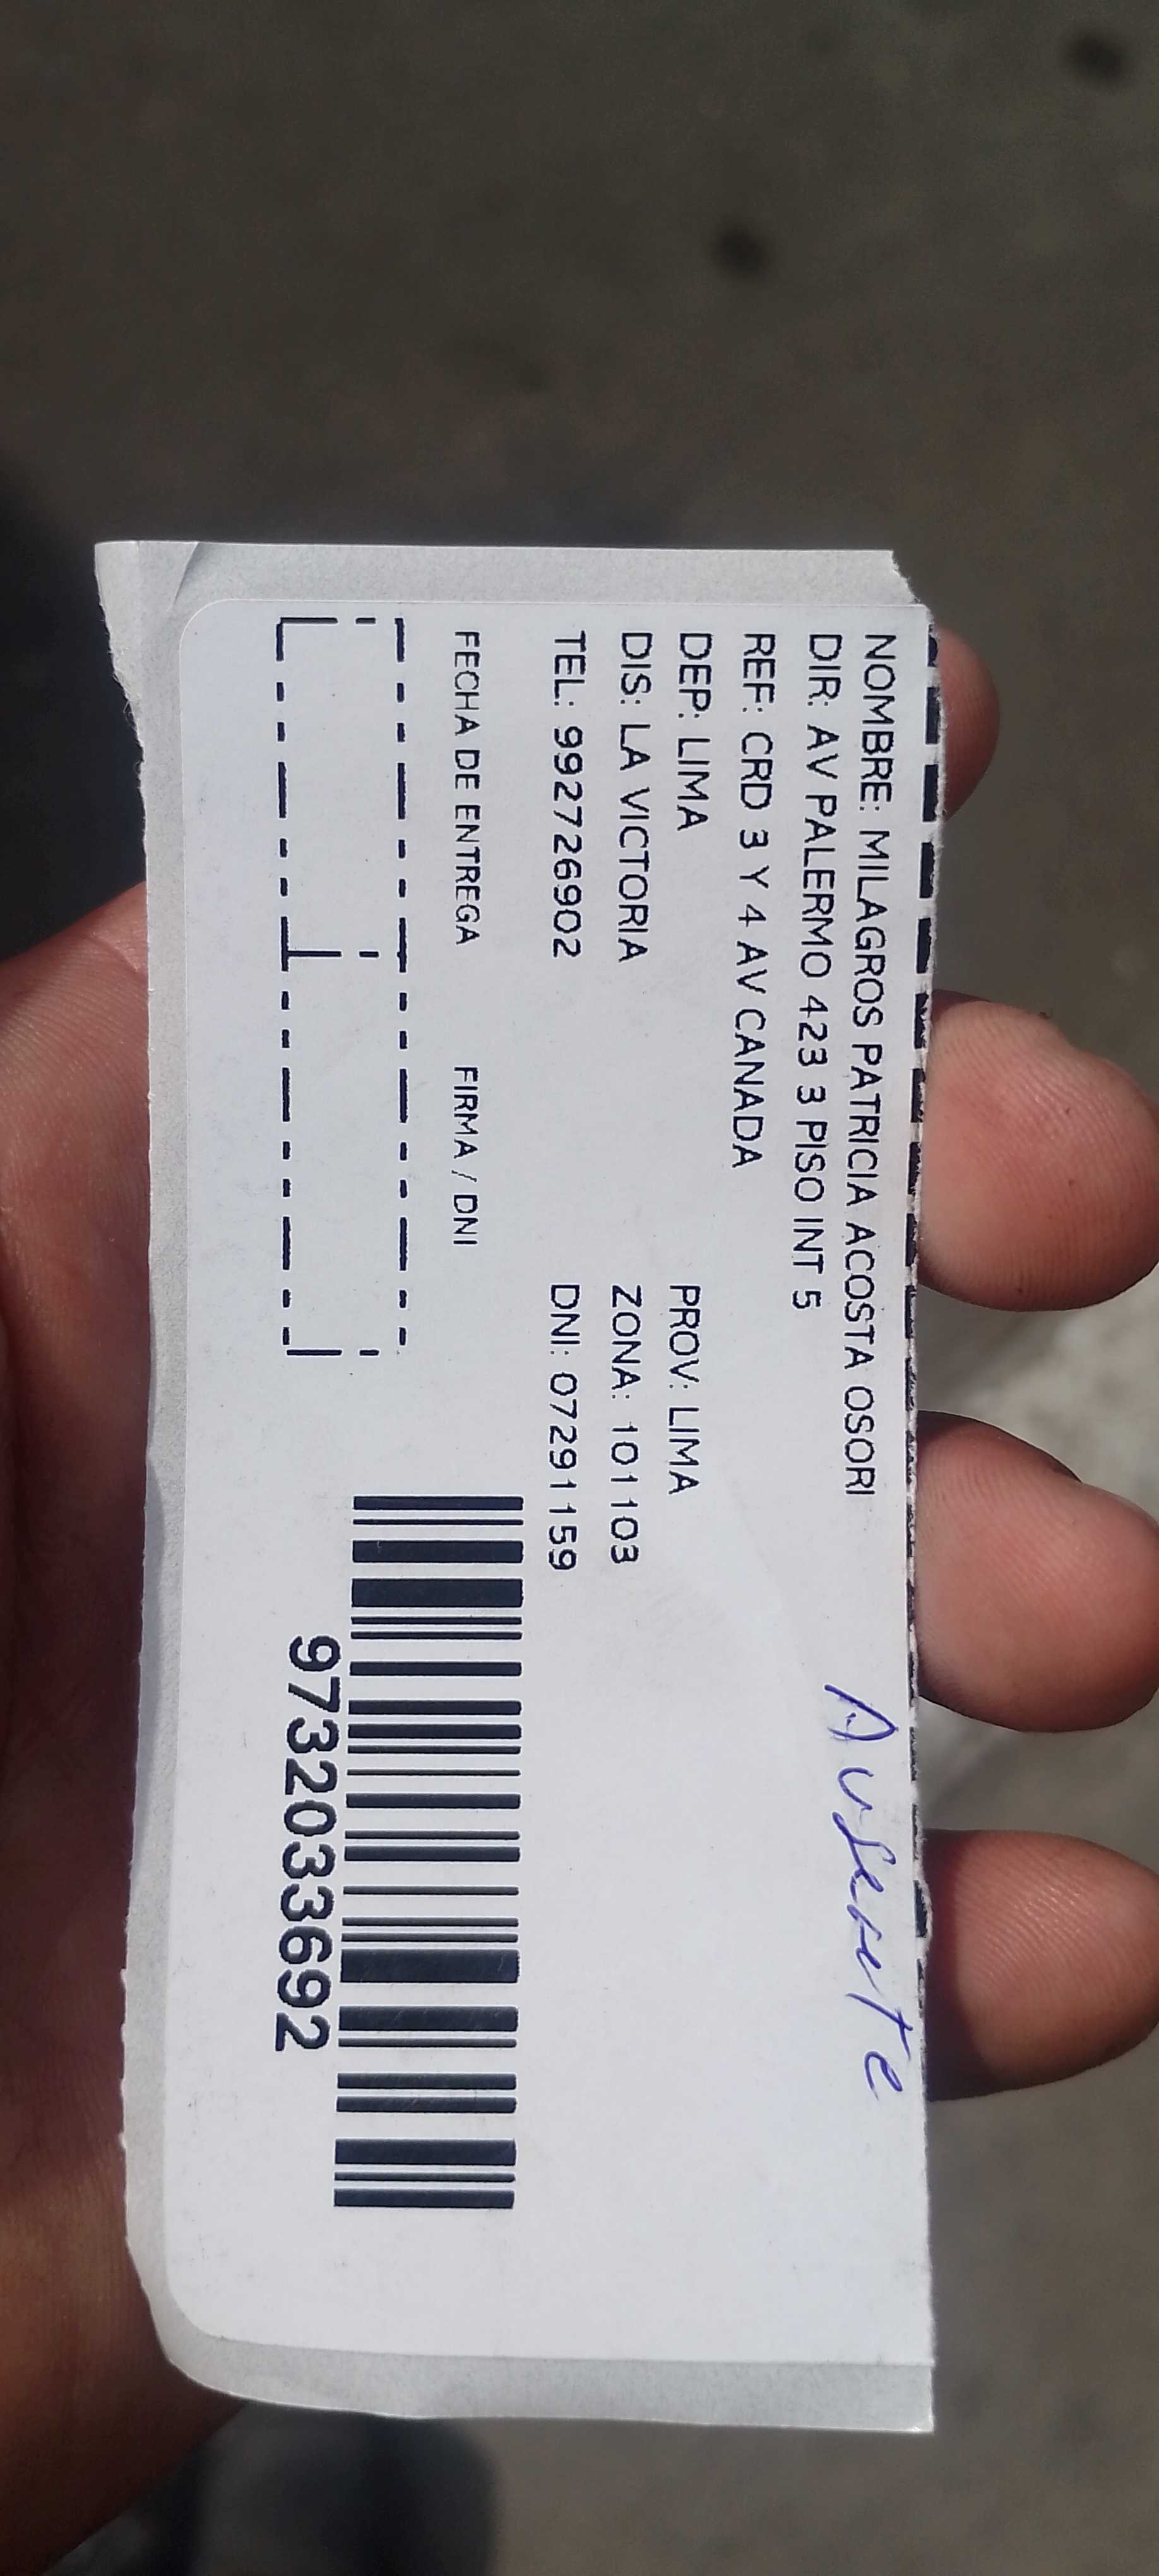 NOMBRE: MILAGROS PATRICIA ACOSTA OSORI
Ausente
DIR: AV PALERMO 423 3 PISO INT 5
REF: CRD 3 Y 4 AV CANADA
DEP: LIMA PROV: LIMA
DIS: LA VICTORIA ZONA: 101103
TEL: 992726902 DNI: 07291159
FECHA DE ENTREGA FIRMA / DNI
9732033692